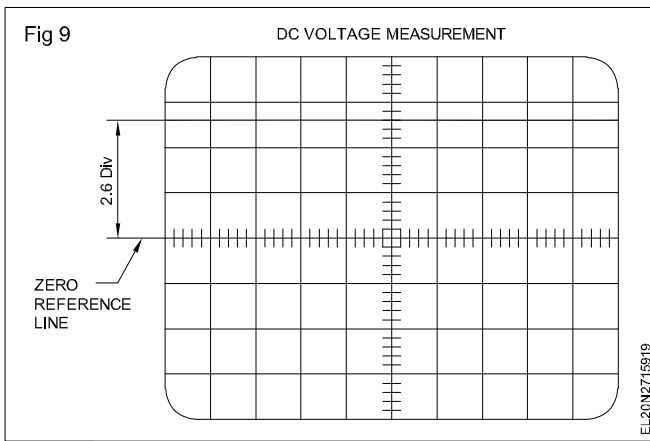 Fig 9
DC VOLTAGE MEASUREMENT
2.6 Div
ZERO
REFERENCE
LINE
EL20N2715919